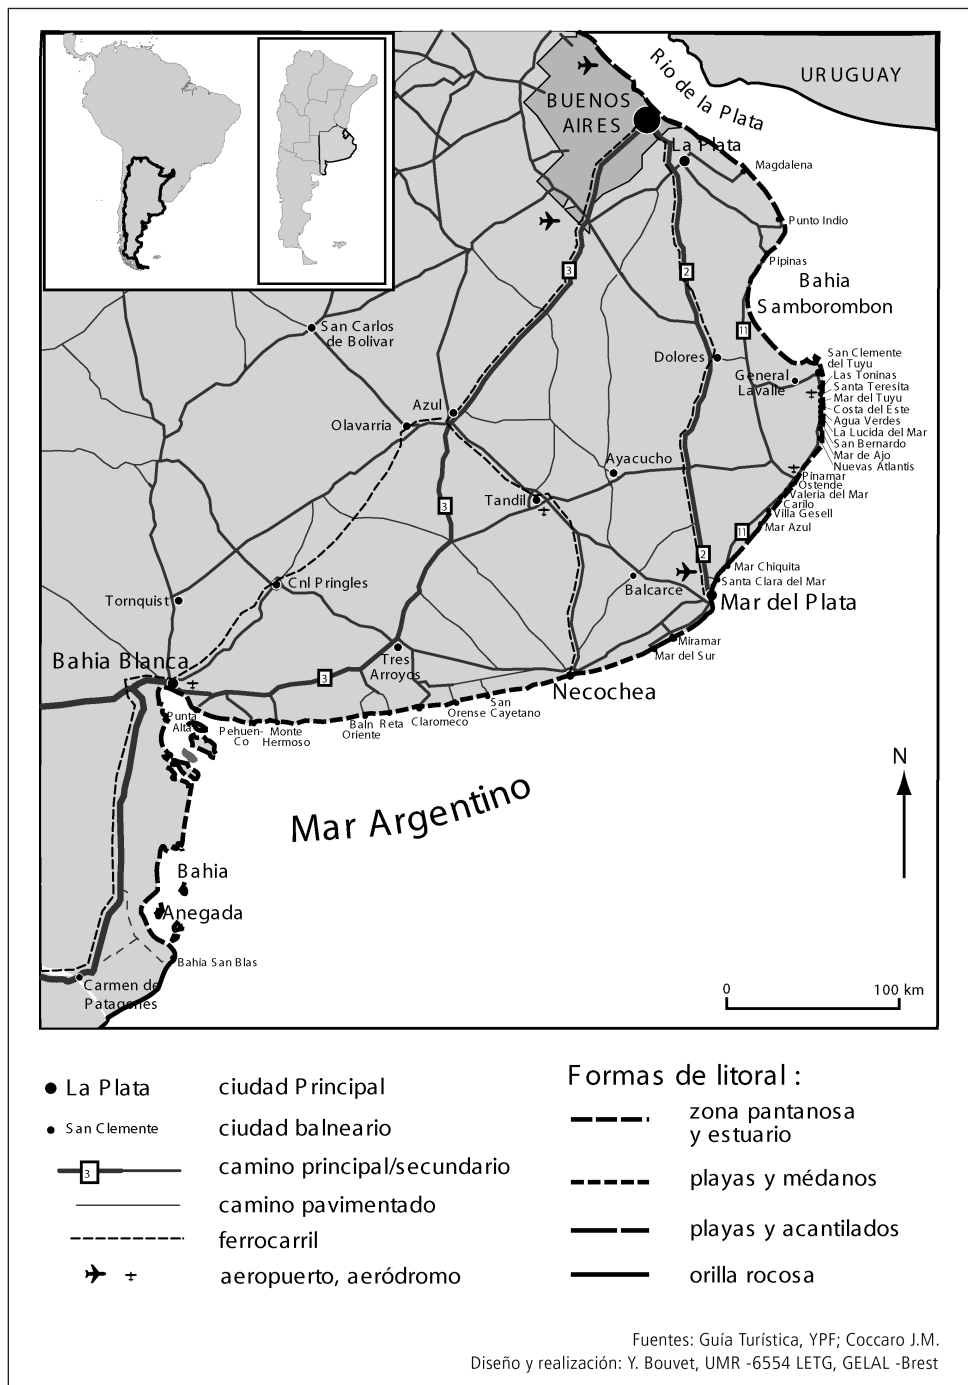 URUGUAY
Rio de la Plata
BUENOS
AIRES
La Plata
Magdalena
Punto Indio
Pipinas
Bahia
Samborombon
3
2
11
San Carlos
de Bolivar
Dolores
General
Lavalle
San Clemente
del Tuyu
Las Toninas
Santa Teresita
Mar del Tuyu
Costa del Este
Agua Verdes
La Lucida del Mar
San Bernardo
Mar de Ajo
Nuevas Atlantis
Azul
Olavarria
Ayacucho
Tandil
3
Pinamar
Ostende
Valeria del Mar
Carilo
Villa Gesell
Mar Azul
11
2
Mar Chiquita
Santa Clara del Mar
Cnl Pringles
Balcarce
Tornquist
Mar del Plata
Miramar
Mar del Sur
Bahia Blanca
Tres
Arroyos
3
Necochea
Punta
Alta
Pehuen-
Co
Monte
Hermoso
Baln
Oriente
Reta
Claromeco
Orense
San
Cayetano
N
Mar Argentino
Bahia
Anegada
Bahia San Blas
Carmen de
Patagones
0 100 km
La Plata ciudad Principal
San Clemente ciudad balneario
3 camino principal/secundario
camino pavimentado
ferrocarril
aeropuerto, aeródromo
Formas de litoral :
zona pantanosa
y estuario
playas y médanos
playas y acantilados
orilla rocosa
Fuentes: Guía Turística, YPF; Coccaro J.M.
Diseño y realización: Y. Bouvet, UMR -6554 LETG, GELAL -Brest